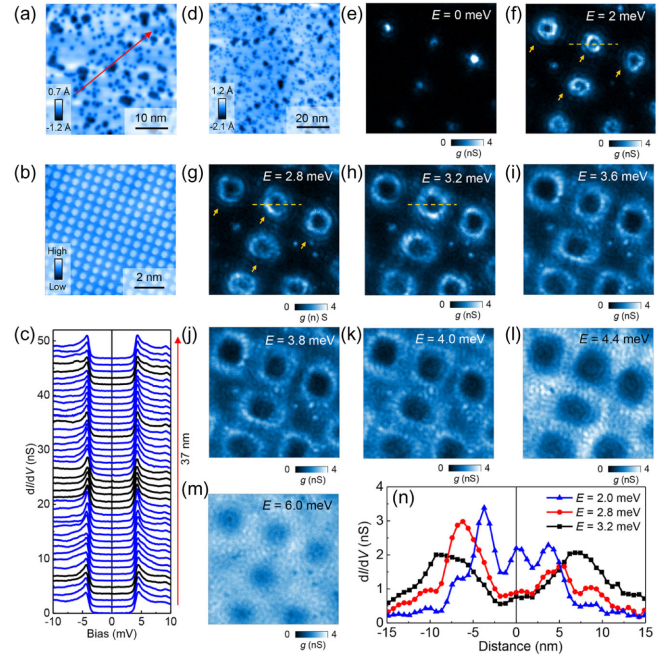 (a)
0.7 Å
-1.2 Å
10 nm
(d)
1.2 Å
-2.1 Å
20 nm
(e)
E = 0 meV
0 4
g (nS)
(f)
E = 2 meV
0 4
g (nS)
(b)
High
Low
2 nm
(g)
E = 2.8 meV
0 4
g (n) S
(h)
E = 3.2 meV
0 4
g (nS)
(i)
E = 3.6 meV
0 4
g (nS)
(c)
50
40
30
20
10
0
dI/dV (nS)
-10 -5 0 5 10
Bias (mV)
37 nm
(j)
E = 3.8 meV
0 4
g (nS)
(k)
E = 4.0 meV
0 4
g (nS)
(l)
E = 4.4 meV
0 4
g (nS)
(m)
E = 6.0 meV
0 4
g (nS)
(n)
E = 2.0 meV
E = 2.8 meV
E = 3.2 meV
4
3
2
1
0
dI/dV (nS)
-15 -10 -5 0 5 10 15
Distance (nm)